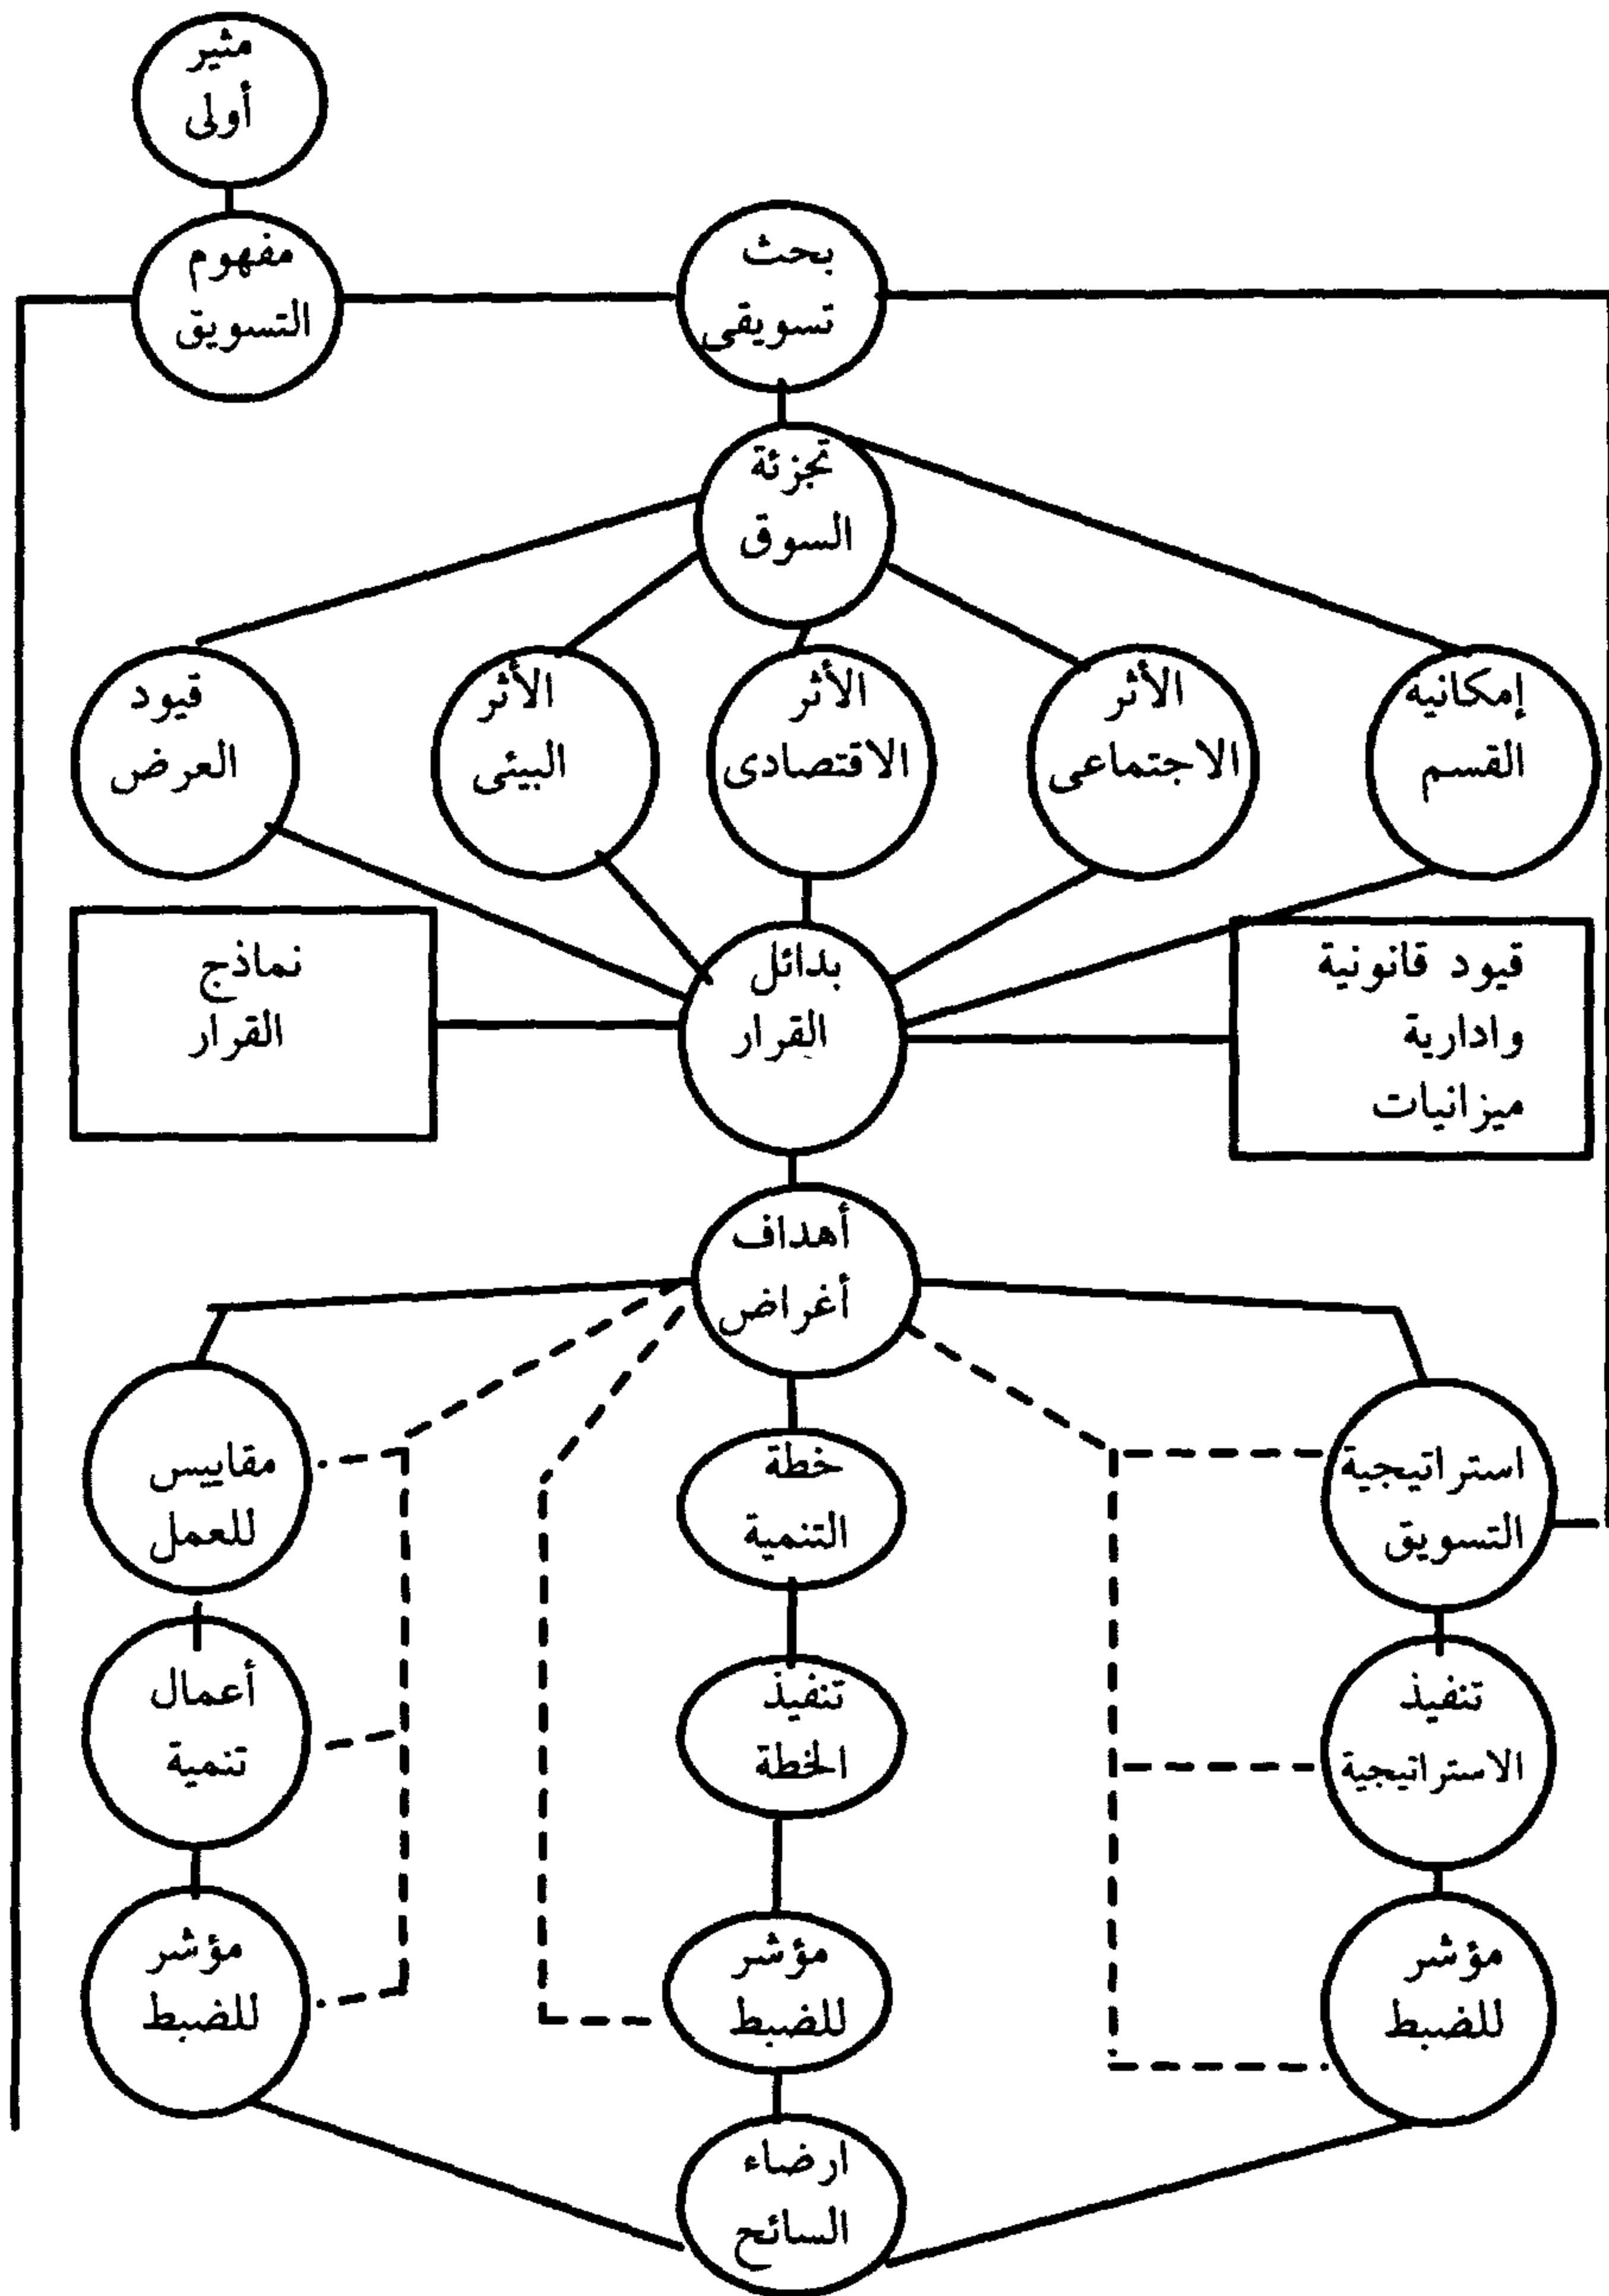 مثير
أولى
مفهوم
التسويق
بحث
تسويقى
تجزئة
السوق
إمكانيه
القسم
الأثر
الاجتماعى
الأثر
الاقتصادى
الأثر
البيئى
قيود
العرض
قيود قانونية
وادارية
ميزانيات
بدائل
القرار
نماذج
القرار
أهداف
أغراض
استراتيجية
التسويق
خطة
التنمية
مقاييس
للعمل
تنفيذ
الاستراتيجية
تنفيذ
الخطة
أعمال
تنمية
مؤشر
للضبط
مؤشر
للضبط
مؤشر
للضبط
ارضاء
السائح